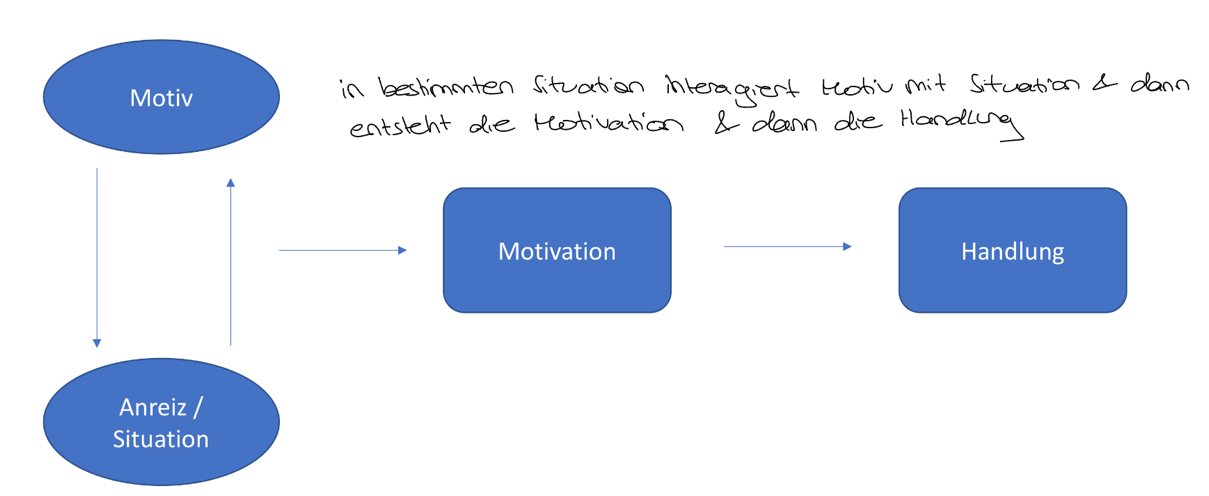 Motiv
in bestimmten Situation interagiert Motiv mit Situation & dann
entsteht die Motivation & dann die Handlung
Motivation
Handlung
Anreiz /
Situation